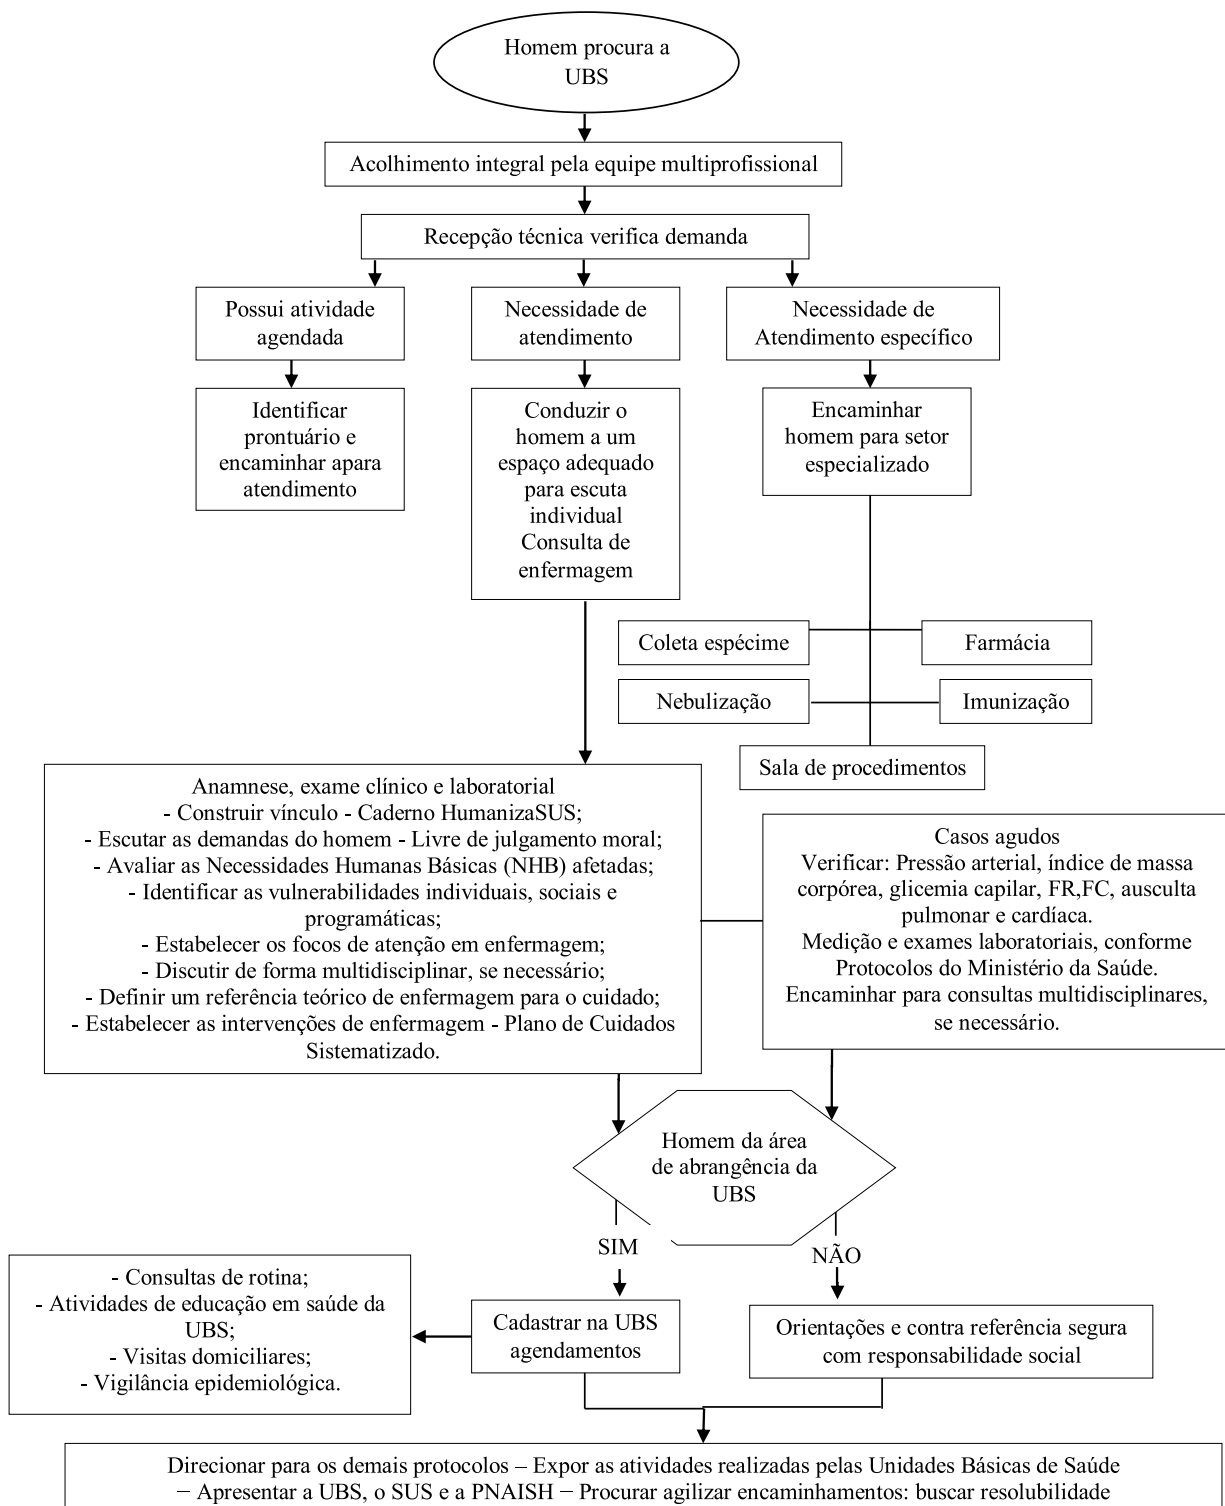 Homem procura a
UBS
Acolhimento integral pela equipe multiprofissional
Recepção técnica verifica demanda
Possui atividade
agendada
Necessidade de
atendimento
Necessidade de
Atendimento específico
Identificar
prontuário e
encaminhar apara
atendimento
Conduzir o
homem a um
espaço adequado
para escuta
individual
Consulta de
enfermagem
Encaminhar
homem para setor
especializado
Coleta espécime
Farmácia
Nebulização
Imunização
Sala de procedimentos
Anamnese, exame clínico e laboratorial
- Construir vínculo - Caderno HumanizaSUS;
- Escutar as demandas do homem - Livre de julgamento moral;
- Avaliar as Necessidades Humanas Básicas (NHB) afetadas;
- Identificar as vulnerabilidades individuais, sociais e
programáticas;
- Estabelecer os focos de atenção em enfermagem;
- Discutir de forma multidisciplinar, se necessário;
- Definir um referência teórico de enfermagem para o cuidado;
- Estabelecer as intervenções de enfermagem - Plano de Cuidados
Sistematizado.
Casos agudos
Verificar: Pressão arterial, índice de massa
corpórea, glicemia capilar, FR,FC, ausculta
pulmonar e cardíaca.
Medição e exames laboratoriais, conforme
Protocolos do Ministério da Saúde.
Encaminhar para consultas multidisciplinares,
se necessário.
Homem da área
de abrangência da
UBS
SIM
NÃO
- Consultas de rotina;
- Atividades de educação em saúde da
UBS;
- Visitas domiciliares;
- Vigilância epidemiológica.
Cadastrar na UBS
agendamentos
Orientações e contra referência segura
com responsabilidade social
Direcionar para os demais protocolos – Expor as atividades realizadas pelas Unidades Básicas de Saúde
– Apresentar a UBS, o SUS e a PNAISH – Procurar agilizar encaminhamentos: buscar resolubilidade